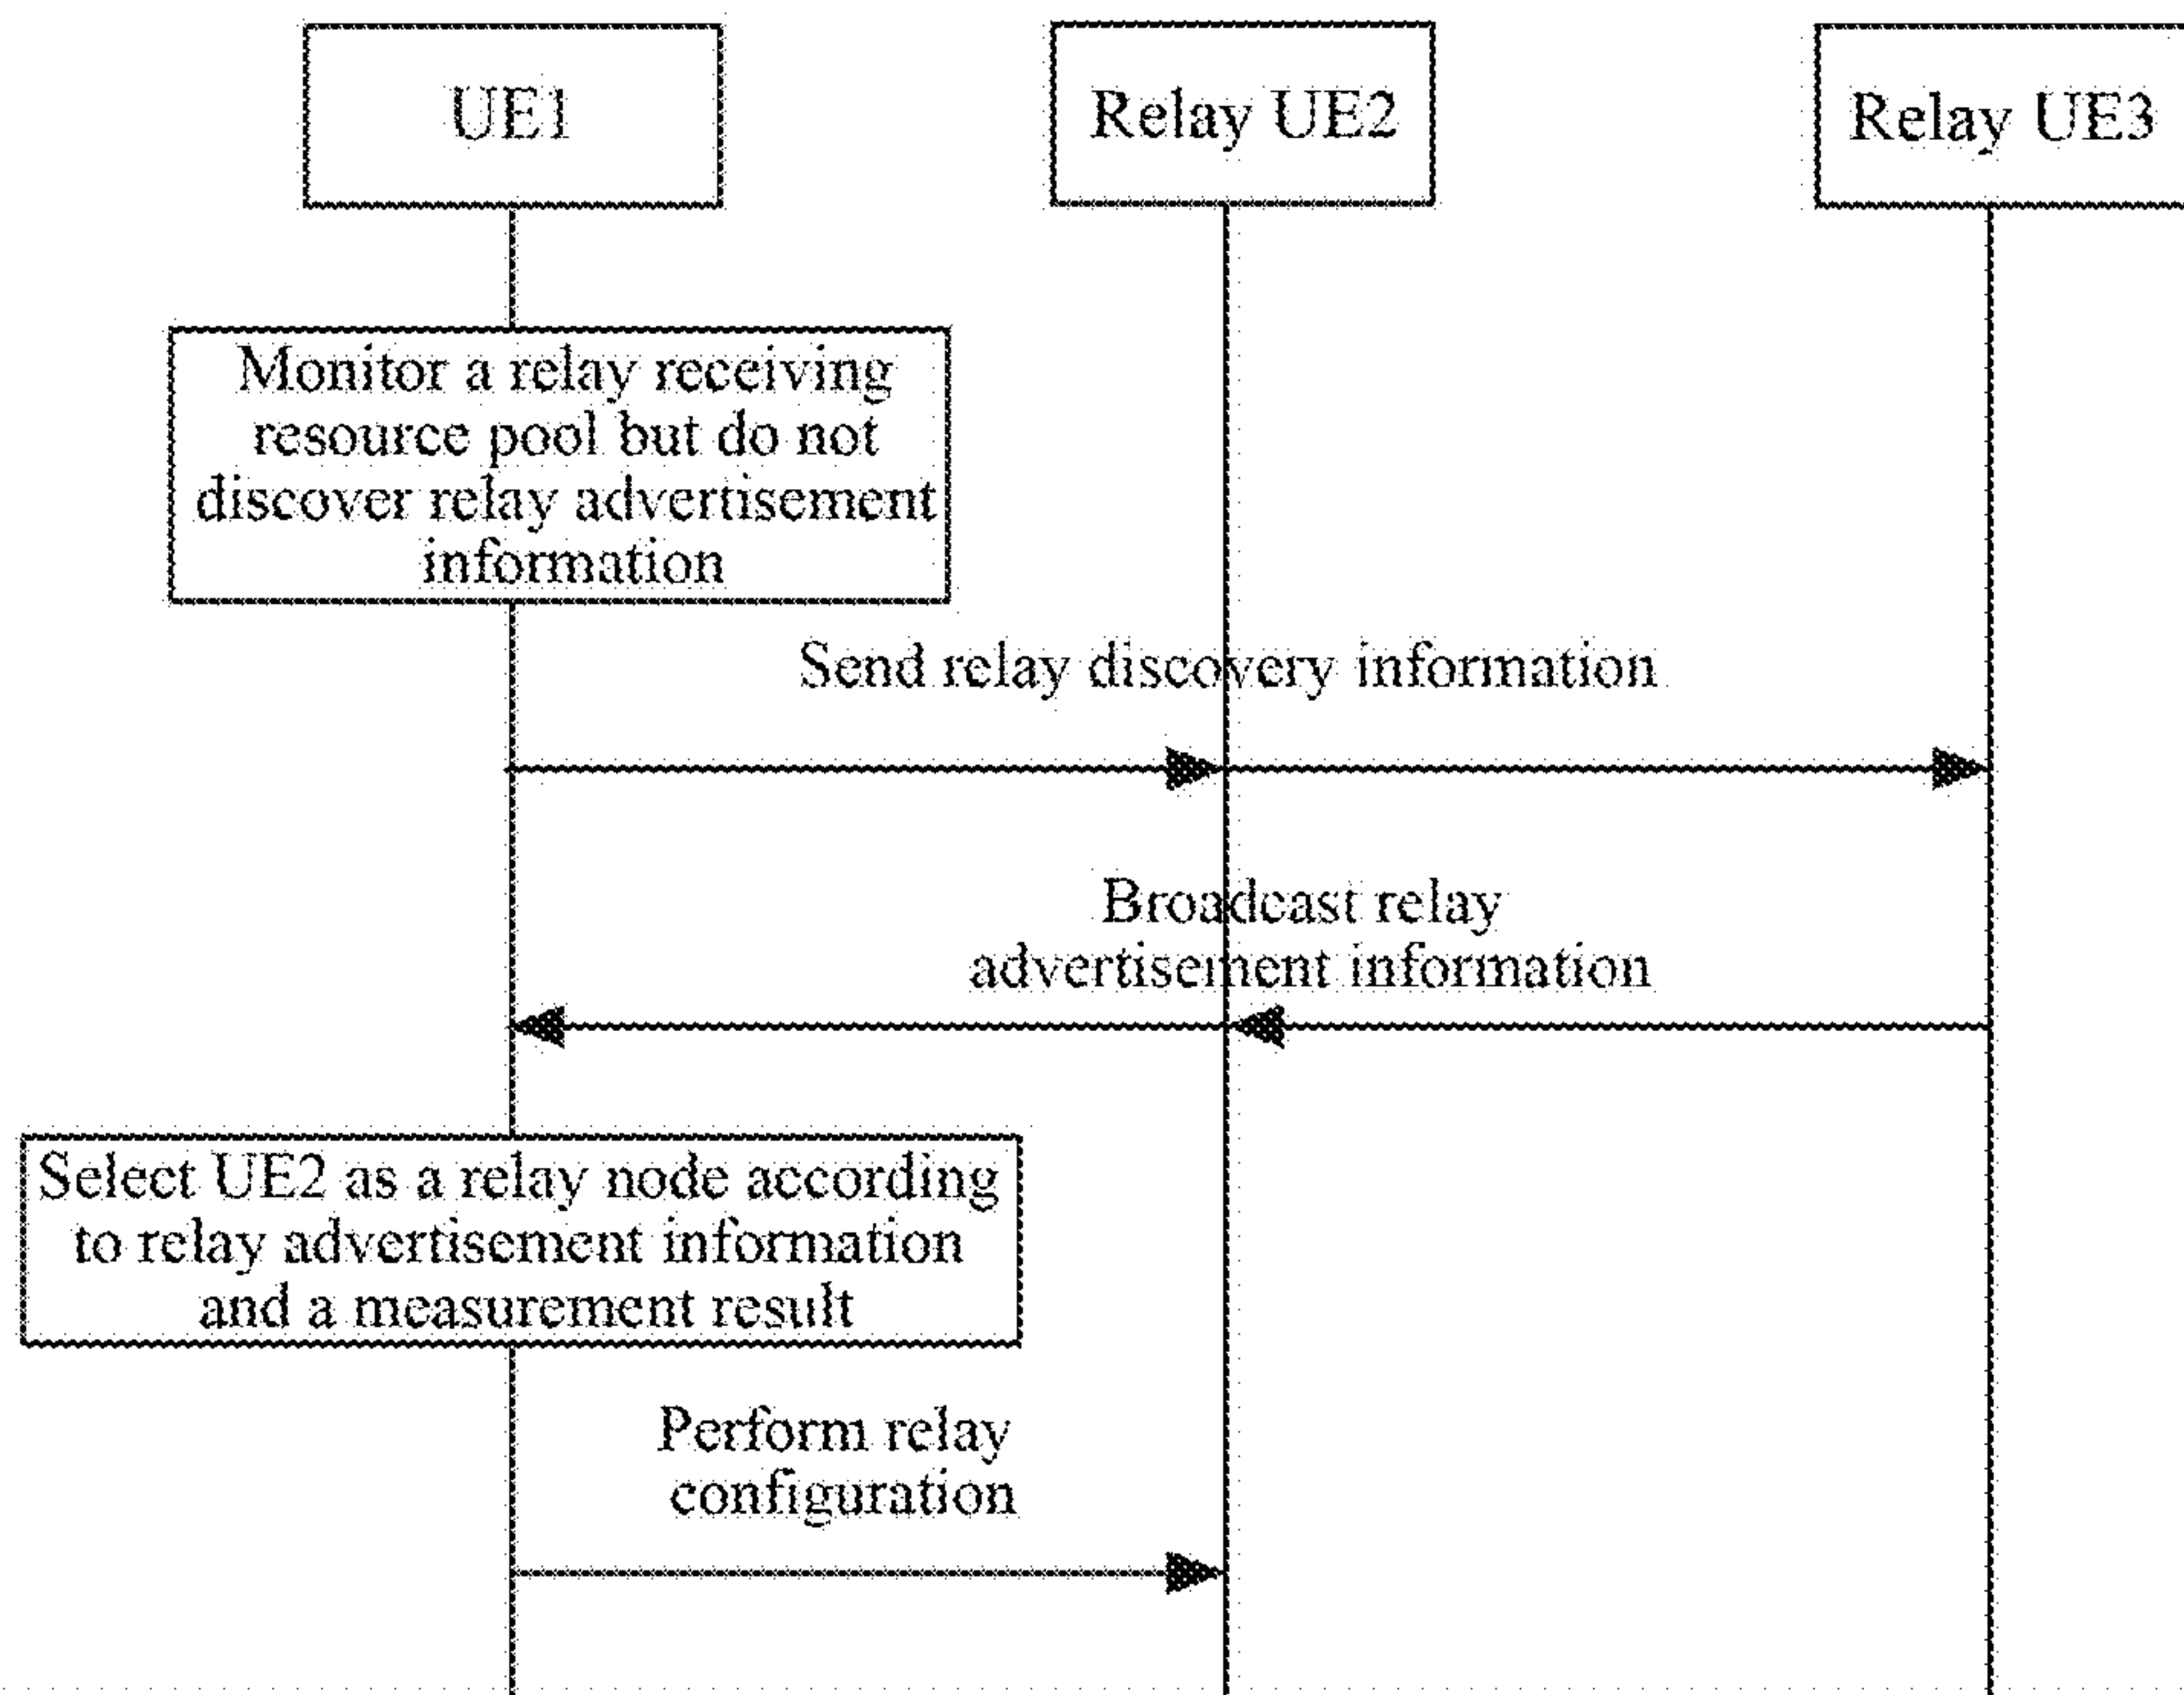 UE1
Relay UE2
Relay UE3
Monitor a relay receiving
resource pool but do not
discover relay advertisement
information
Send relay discovery information
Broadcast relay
advertisement information
Select UE2 as a relay node according
to relay advertisement information
and a measurement result
Perform relay
configuration